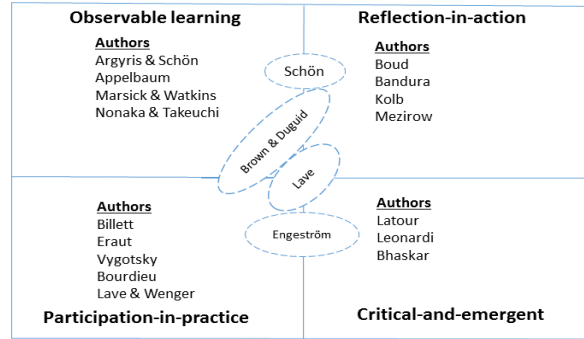 Observable learning
Authors
Argyris & Schön
Appelbaum
Marsick & Watkins
Nonaka & Takeuchi
Reflection-in-action
Authors
Boud
Bandura
Kolb
Mezirow
Schön
Brown & Duguid
Lave
Engeström
Authors
Billett
Eraut
Vygotsky
Bourdieu
Lave & Wenger
Participation-in-practice
Authors
Latour
Leonardi
Bhaskar
Critical-and-emergent